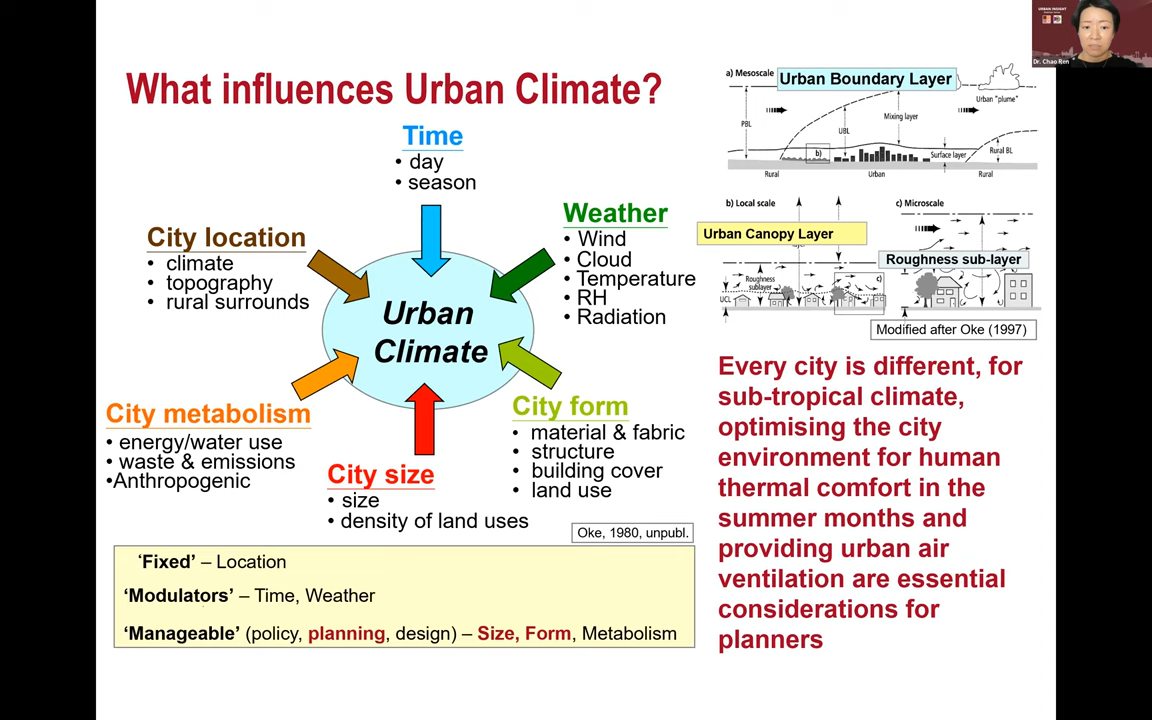 URBAN INSIGHT
Dr. Chao Ren
What influences Urban Climate?
Time
• day
• season
City location
• climate
• topography
• rural surrounds
Weather
• Wind
• Cloud
• Temperature
• RH
• Radiation
Urban
Climate
City metabolism
• energy/water use
• waste & emissions
•Anthropogenic
City size
• size
• density of land uses
City form
• material & fabric
• structure
• building cover
• land use
Oke, 1980, unpubl.
‘Fixed’ – Location
‘Modulators’ – Time, Weather
‘Manageable’ (policy, planning, design) – Size, Form, Metabolism
a) Mesoscale
Urban Boundary Layer
Urban "plume"
PBL
UBL
Mixing layer
b)
Surface layer
Rural BL
Rural
Urban
Rural
b) Local scale
Urban Canopy Layer
Roughness
sublayer
UCL
c)
c) Microscale
Roughness sub-layer
Modified after Oke (1997)
Every city is different, for
sub-tropical climate,
optimising the city
environment for human
thermal comfort in the
summer months and
providing urban air
ventilation are essential
considerations for
planners